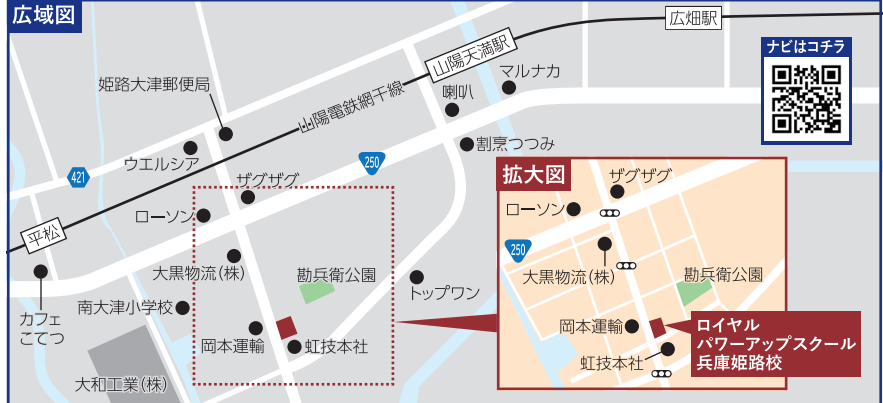 広域図
広畑駅
山陽天満駅
ナビはコチラ
マルナカ
姫路大津郵便局
喇叭
山陽電鉄網干線
割烹つつみ
ウエルシア
250
421
ザグザグ
ローソン
平松
大黒物流(株)
勘兵衛公園
トップワン
カフェ
こてつ
南大津小学校
岡本運輸
虹技本社
大和工業(株)
拡大図
ザグザグ
ローソン
250
大黒物流(株)
勘兵衛公園
岡本運輸
虹技本社
ロイヤル
パワーアップスクール
兵庫姫路校